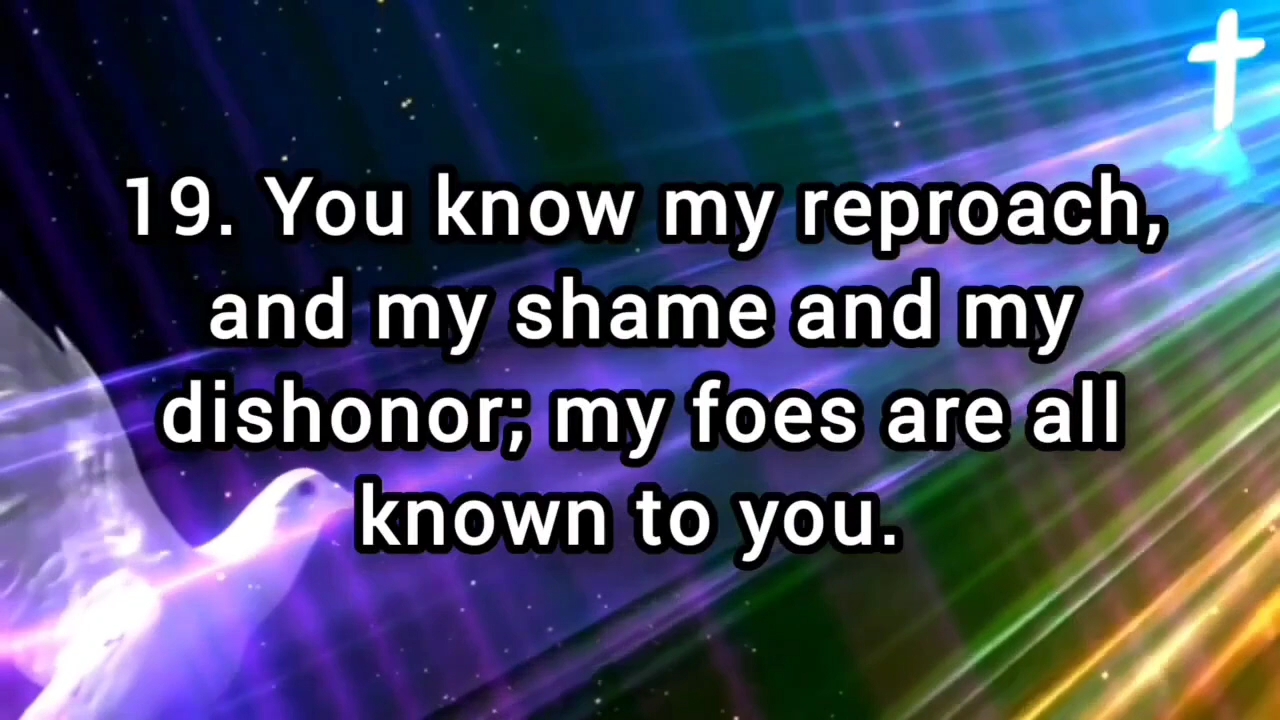 19. You know my reproach,
and my shame and my
dishonor; my foes are all
known to you.